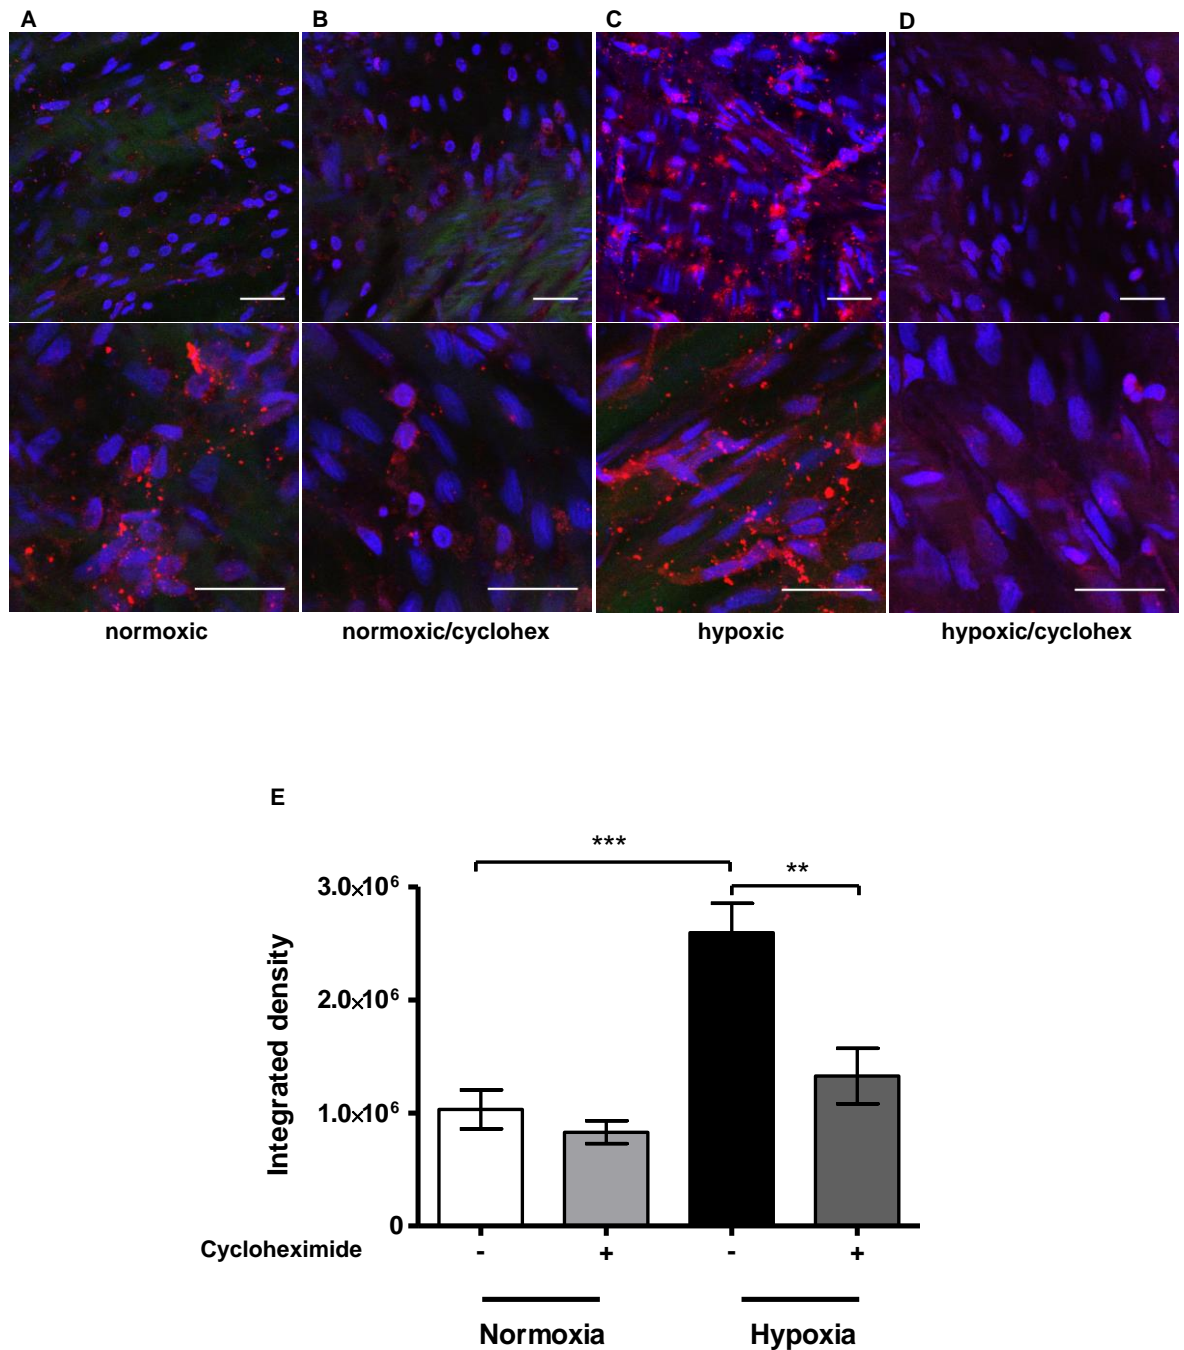 A B C D
normoxic normoxic/cyclohex hypoxic hypoxic/cyclohex
E
***
**
3.0×10⁶
2.0×10⁶
1.0×10⁶
0
Integrated density
Cycloheximide - + - +
Normoxia Hypoxia